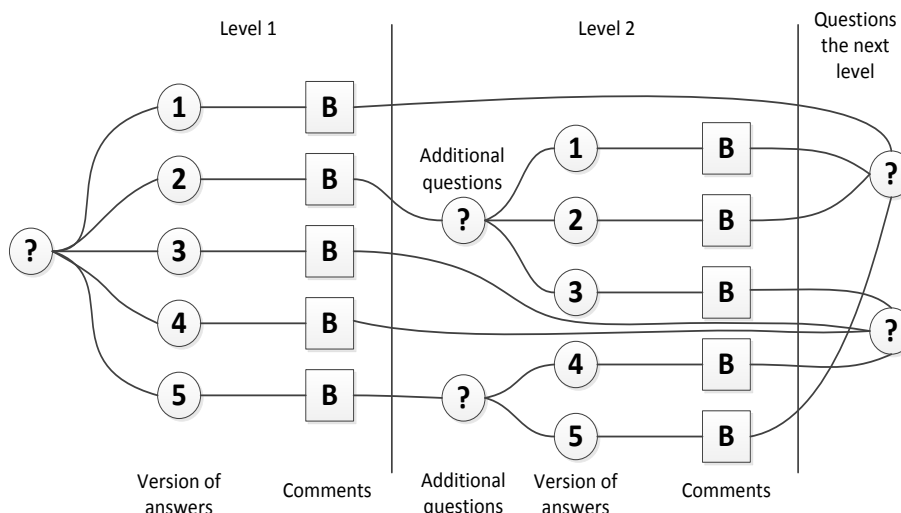 Level 1
Level 2
Questions
the next
level
1
B
2
B
3
B
4
B
5
B
?
Additional
questions
?
1
B
2
B
3
B
?
4
B
5
B
?
?
Version of
answers
Comments
Additional
questions
Version of
answers
Comments